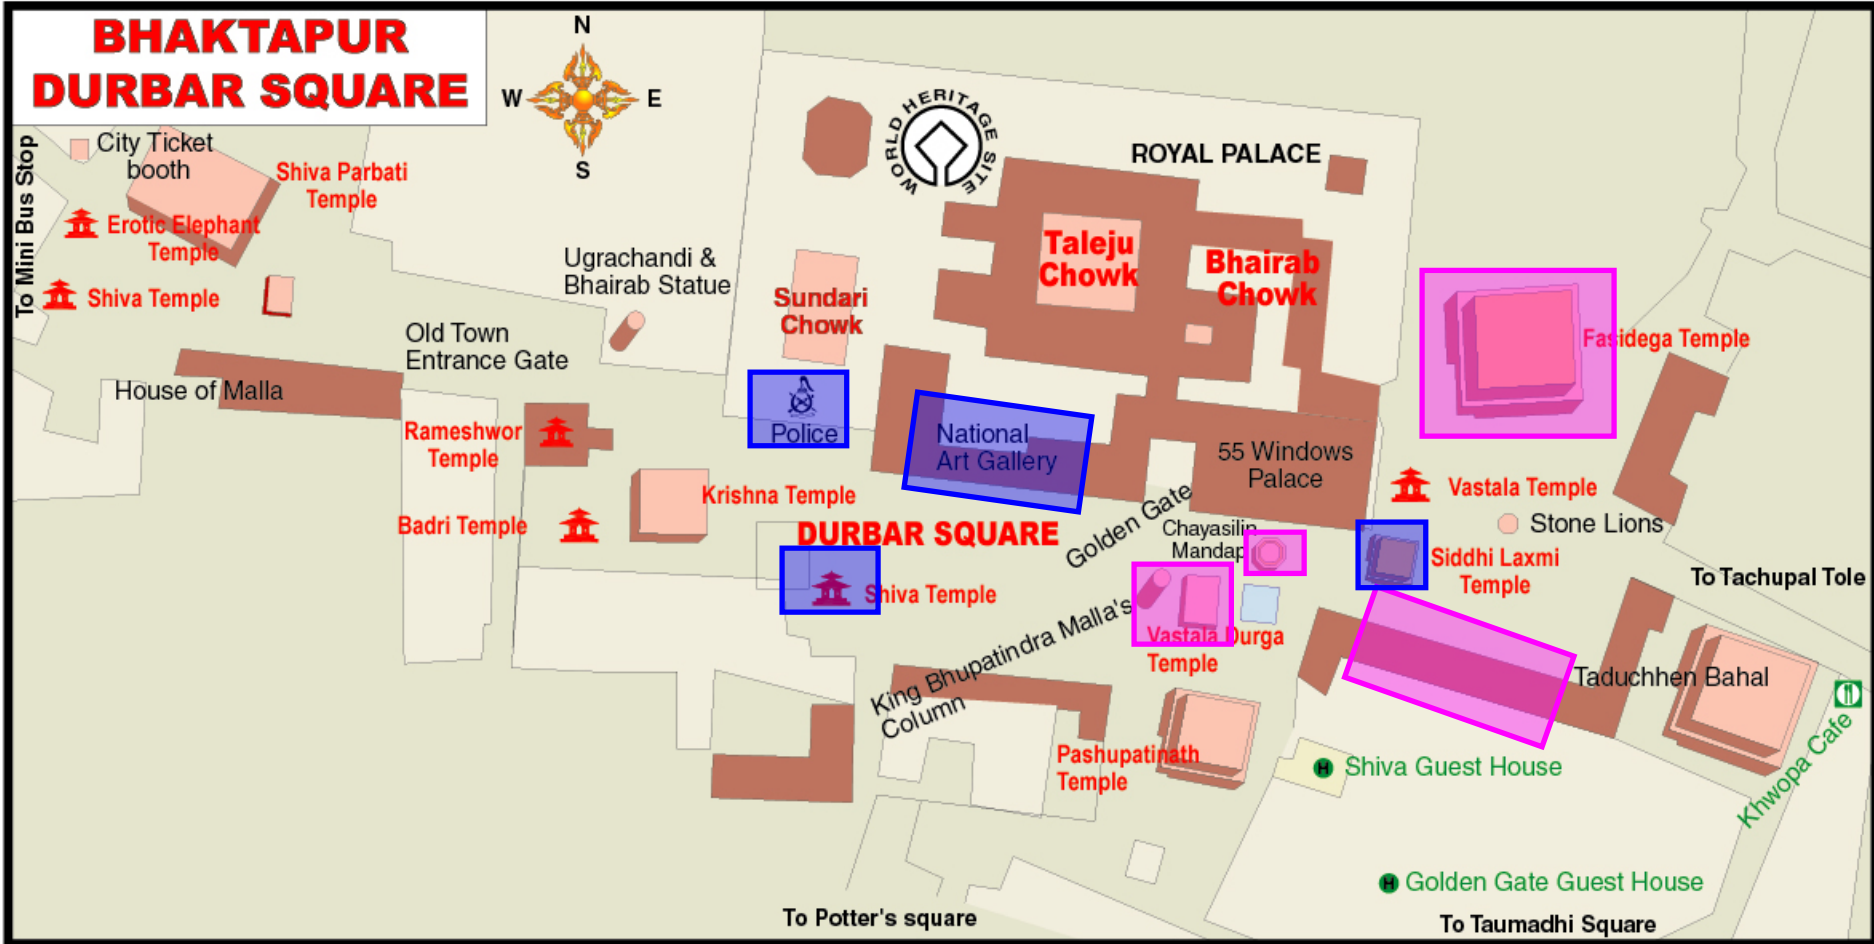 BHAKTAPUR
DURBAR SQUARE
N
W
E
S
WORLD HERITAGE SITE
ROYAL PALACE
To Mini Bus Stop
City Ticket
booth
Shiva Parbati
Temple
Erotic Elephant
Temple
Shiva Temple
Ugrachandi &
Bhairab Statue
Sundari
Chowk
Taleju
Chowk
Bhairab
Chowk
Old Town
Entrance Gate
House of Malla
Fasidega Temple
Rameshwor
Temple
Police
National
Art Gallery
55 Windows
Palace
Krishna Temple
Vastala Temple
Badri Temple
DURBAR SQUARE
Golden Gate
Chayasilin
Mandap
Stone Lions
Siddhi Laxmi
Temple
To Tachupal Tole
Shiva Temple
King Bhupatindra Malla's
Column
Vastala Durga
Temple
Taduchhen Bahal
Pashupatinath
Temple
H
Shiva Guest House
Khwopa Cafe
H
Golden Gate Guest House
To Potter's square
To Taumadhi Square